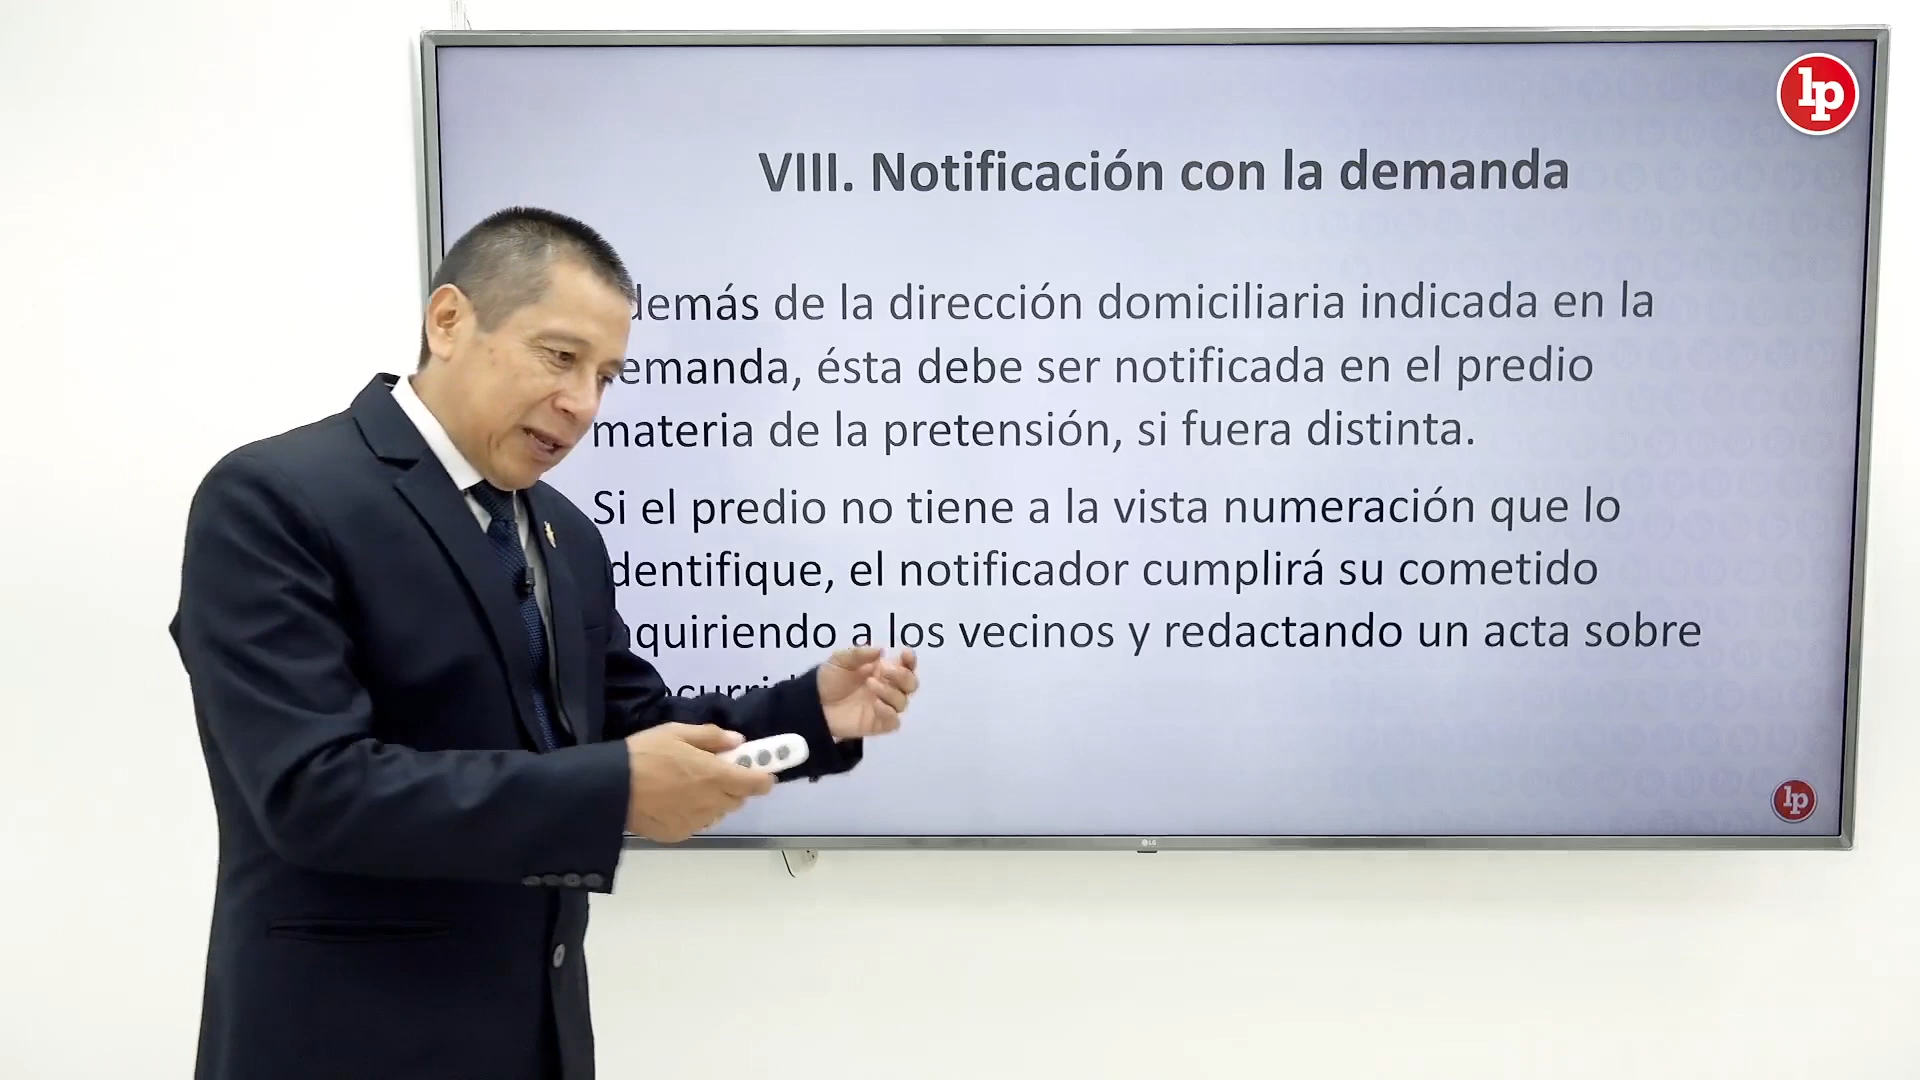 lp
VIII. Notificación con la demanda
demás de la dirección domiciliaria indicada en la
emanda, ésta debe ser notificada en el predio
materia de la pretensión, si fuera distinta.
Si el predio no tiene a la vista numeración que lo
dentifique, el notificador cumplirá su cometido
nquiriendo a los vecinos y redactando un acta sobre
lp
LG